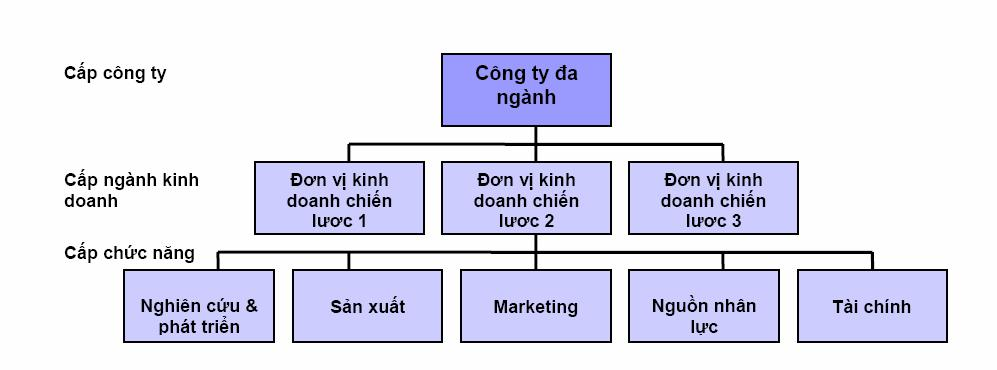 Cấp công ty
Công ty đa
ngành
Cấp ngành kinh
doanh
Đơn vị kinh
doanh chiến
lươc 1
Đơn vị kinh
doanh chiến
lược 2
Đơn vị kinh
doanh chiến
lươc 3
Cấp chức năng
Nghiên cứu &
phát triển
Sản xuất
Marketing
Nguồn nhân
lực
Tài chính